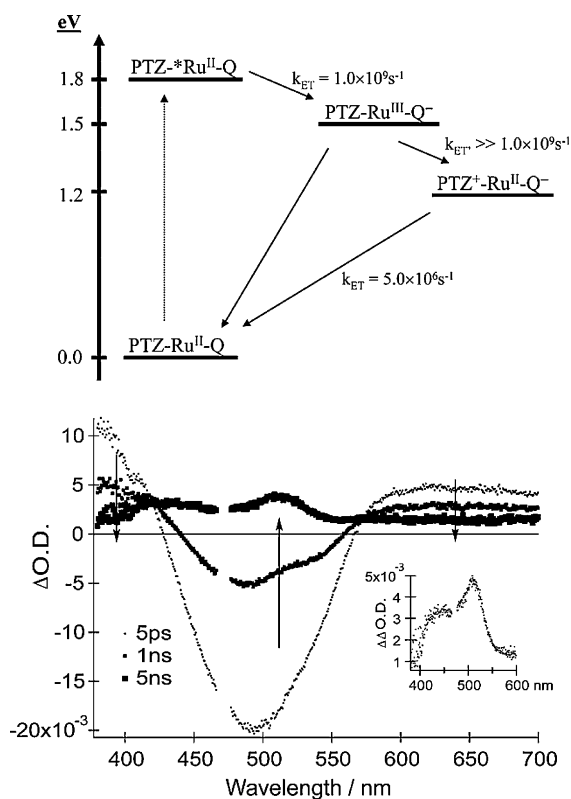 eV
PTZ-*Ruᴵᴵ-Q
1.8
k_ET = 1.0×10⁹s⁻¹
PTZ-Ruᴵᴵᴵ-Q⁻
1.5
k_ET' >> 1.0×10⁹s⁻¹
PTZ⁺-Ruᴵᴵ-Q⁻
1.2
k_ET = 5.0×10⁶s⁻¹
PTZ-Ruᴵᴵ-Q
0.0
10
5
0
-5
-10
-15
-20x10⁻³
ΔO.D.
5ps
1ns
5ns
5x10⁻³
4
3
2
1
ΔΔO.D.
400 500 600 nm
400 450 500 550 600 650 700
Wavelength / nm